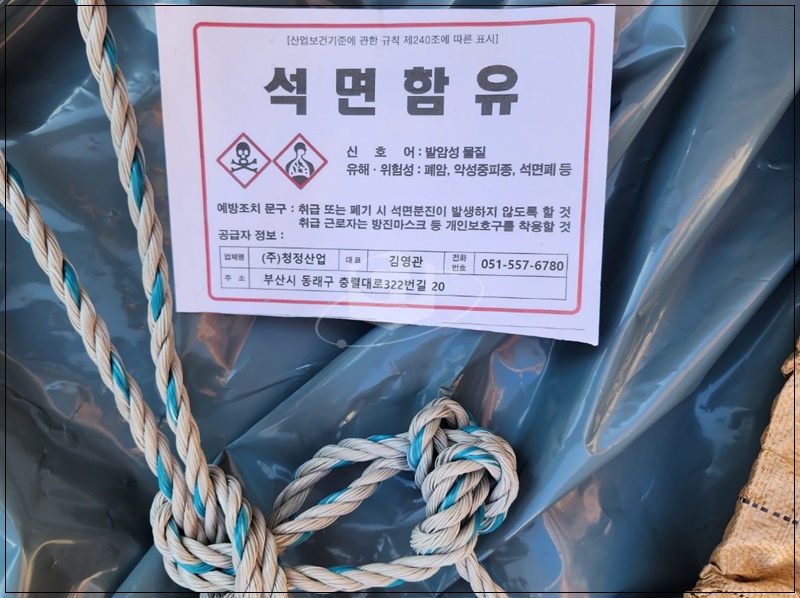 [산업보건기준에 관한 규칙 제240조에 따른 표시]
석면함유
신 호 어 : 발암성 물질
유해 · 위험성 : 폐암, 악성중피종, 석면폐 등
예방조치 문구 : 취급 또는 폐기 시 석면분진이 발생하지 않도록 할 것
취급 근로자는 방진마스크 등 개인보호구를 착용할 것
공급자 정보 :
업체명 (주)청정산업 대표 김영관 전화번호 051-557-6780
주 소 부산시 동래구 충렬대로322번길 20